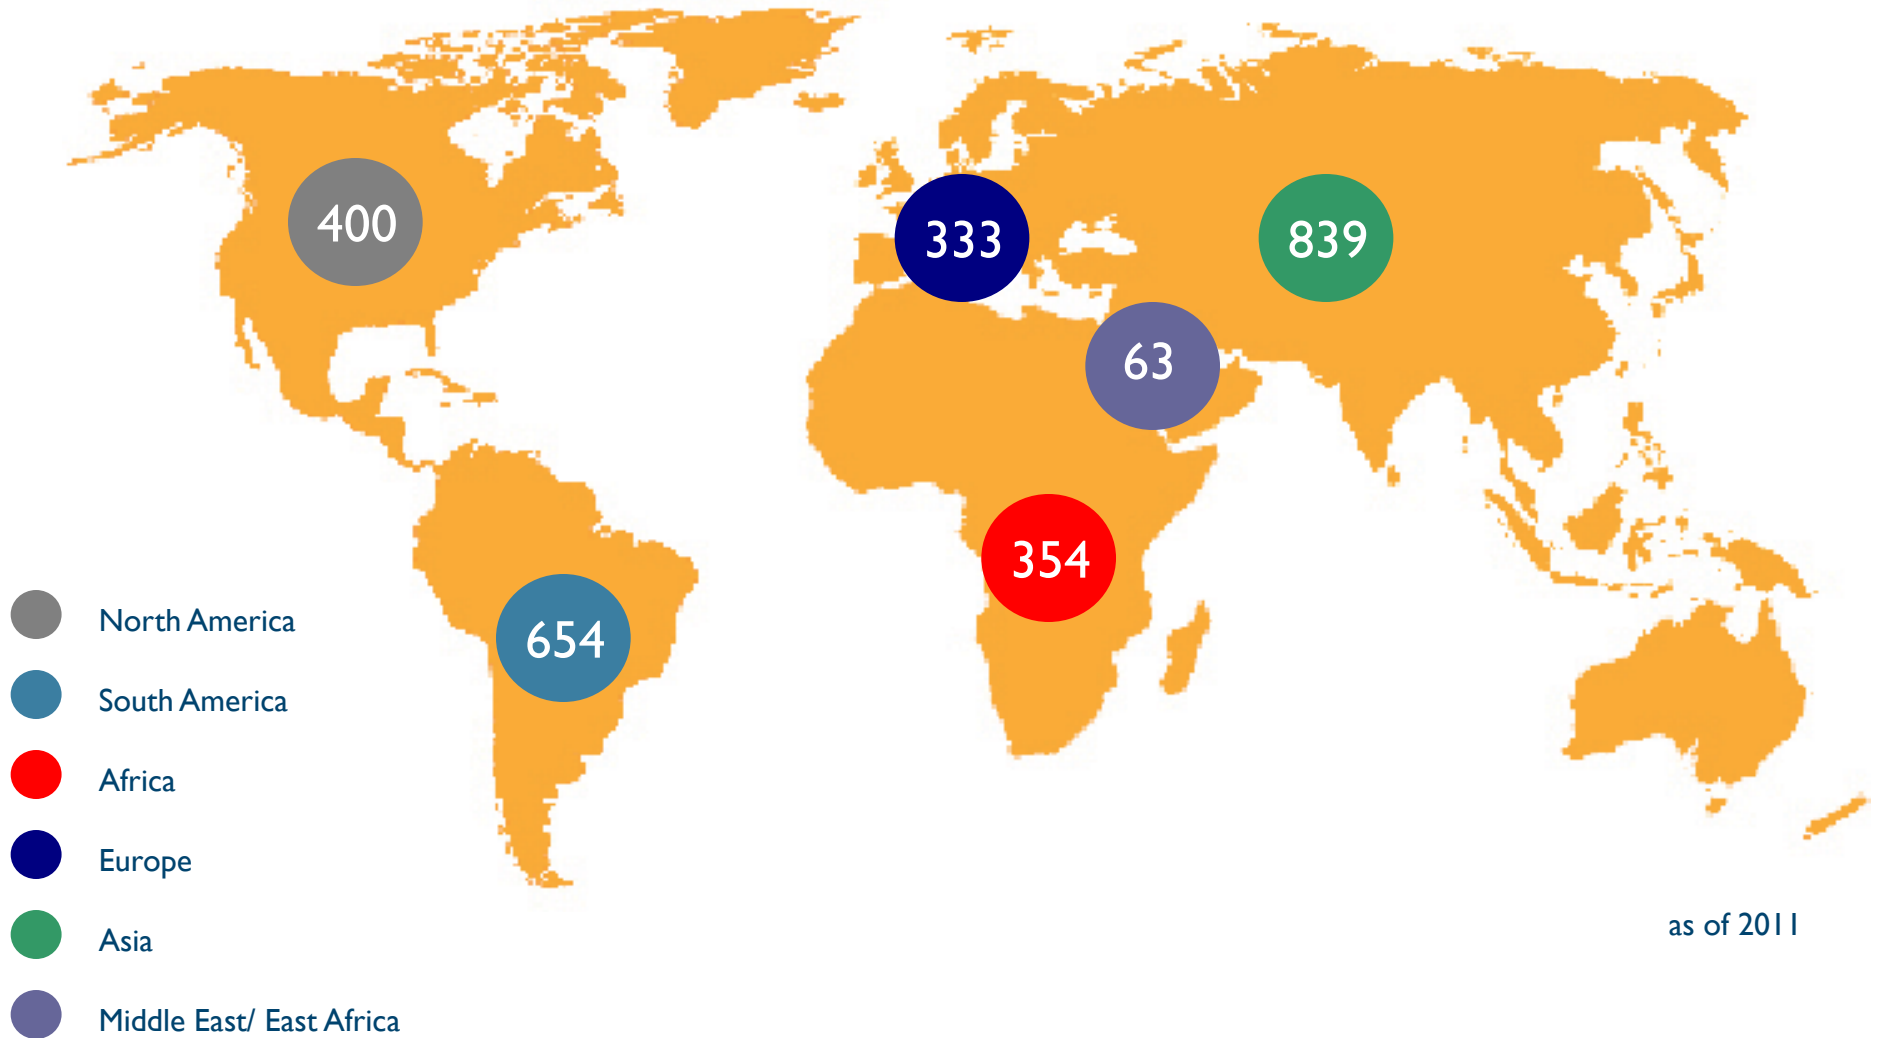 400
333
839
63
354
654
North America
South America
Africa
Europe
Asia
Middle East/ East Africa
as of 2011